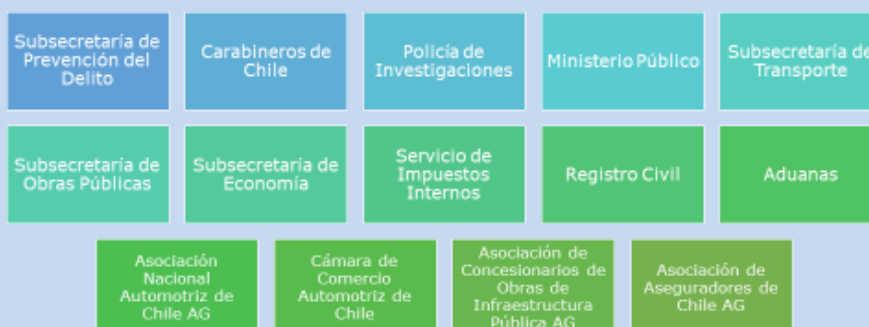 Subsecretaría de
Prevención del
Delito
Carabineros de
Chile
Policía de
Investigaciones
Ministerio Público
Subsecretaría de
Transporte
Subsecretaría de
Obras Públicas
Subsecretaría de
Economía
Servicio de
Impuestos
Internos
Registro Civil
Aduanas
Asociación
Nacional
Automotriz de
Chile AG
Cámara de
Comercio
Automotriz de
Chile
Asociación de
Concesionarios de
Obras de
Infraestructura
Pública AG
Asociación de
Aseguradores de
Chile AG